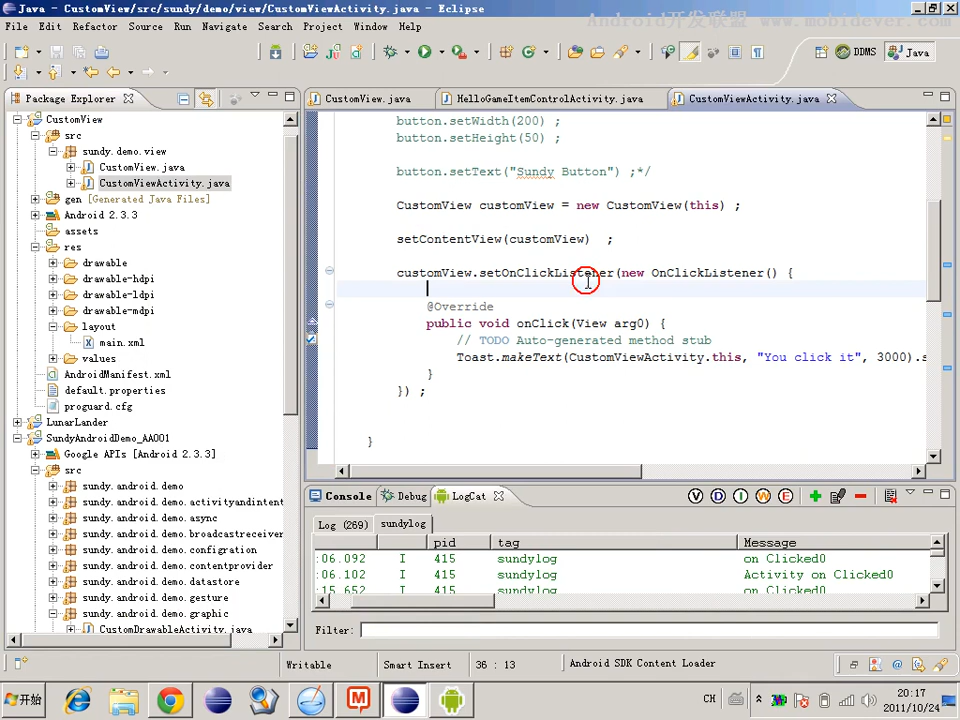 Java - CustomView/src/sundy/demo/view/CustomViewActivity.java - Eclipse
Android开发联盟 www.mobidever.com
File Edit Refactor Source Run Navigate Search Project Window Help
DDMS Java
Package Explorer
CustomView.java HelloGameItemControlActivity.java CustomViewActivity.java
CustomView
src
sundy.demo.view
CustomView.java
CustomViewActivity.java
gen [Generated Java Files]
Android 2.3.3
assets
res
drawable
drawable-hdpi
drawable-ldpi
drawable-mdpi
layout
main.xml
values
AndroidManifest.xml
default.properties
proguard.cfg
LunarLander
SundyAndroidDemo_AA001
Google APIs [Android 2.3.3]
src
sundy.android.demo
sundy.android.demo.activityandintent
sundy.android.demo.async
sundy.android.demo.broadcastreceiver
sundy.android.demo.configration
sundy.android.demo.contentprovider
sundy.android.demo.datastore
sundy.android.demo.gesture
sundy.android.demo.graphic
CustomDrawableActivity.java
button.setWidth(200) ;
button.setHeight(50) ;
button.setText("Sundy Button") ;*/
CustomView customView = new CustomView(this) ;
setContentView(customView) ;
customView.setOnClickListener(new OnClickListener() {
@Override
public void onClick(View arg0) {
// TODO Auto-generated method stub
Toast.makeText(CustomViewActivity.this, "You click it", 3000).s
}
}) ;
}
Console Debug LogCat
V D I W E
Log (269) sundylog
pid tag Message
:06.092 I 415 sundylog on Clicked0
:06.102 I 415 sundylog Activity on Clicked0
:15.652 I 415 sundylog on Clicked0
Filter:
Writable Smart Insert 36 : 13 Android SDK Content Loader
开始
CH
20:17
2011/10/24